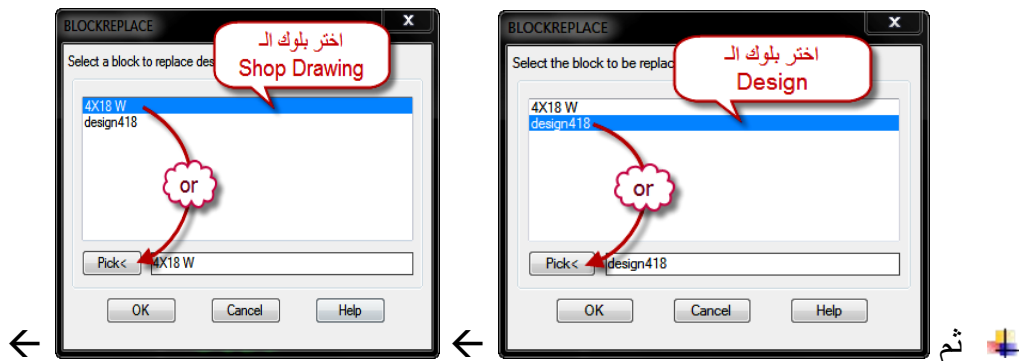 ثم
BLOCKREPLACE
X
Select the block to be replac
اختر بلوك الـ
Design
4X18 W
design418
or
Pick<
design418
OK
Cancel
Help
←
BLOCKREPLACE
X
Select a block to replace des
اختر بلوك الـ
Shop Drawing
4X18 W
design418
or
Pick<
4X18 W
OK
Cancel
Help
←